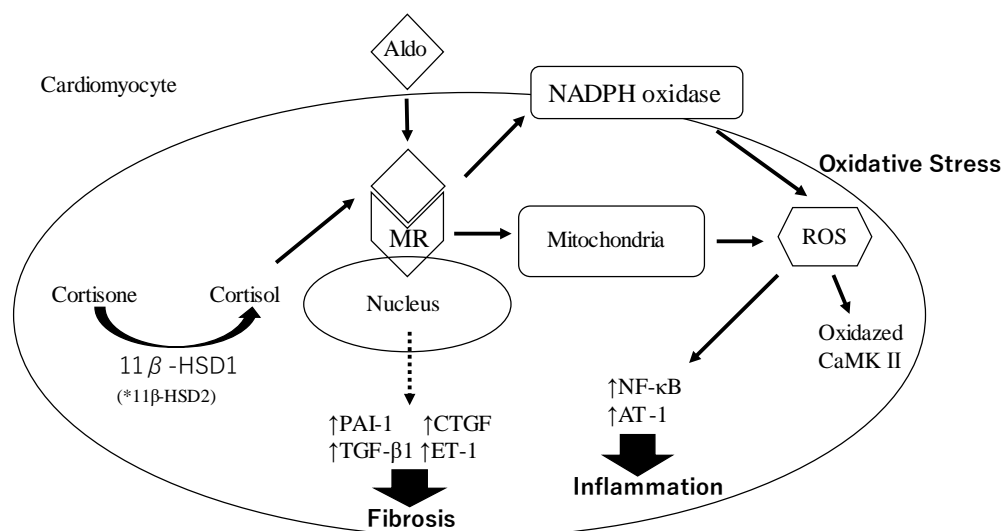 Aldo
Cardiomyocyte
NADPH oxidase
Oxidative Stress
MR
Mitochondria
ROS
Cortisone
Cortisol
Nucleus
11β-HSD1
(*11β-HSD2)
Oxidazed
CaMK II
↑NF-κB
↑AT-1
↑PAI-1 ↑CTGF
↑TGF-β1 ↑ET-1
Inflammation
Fibrosis